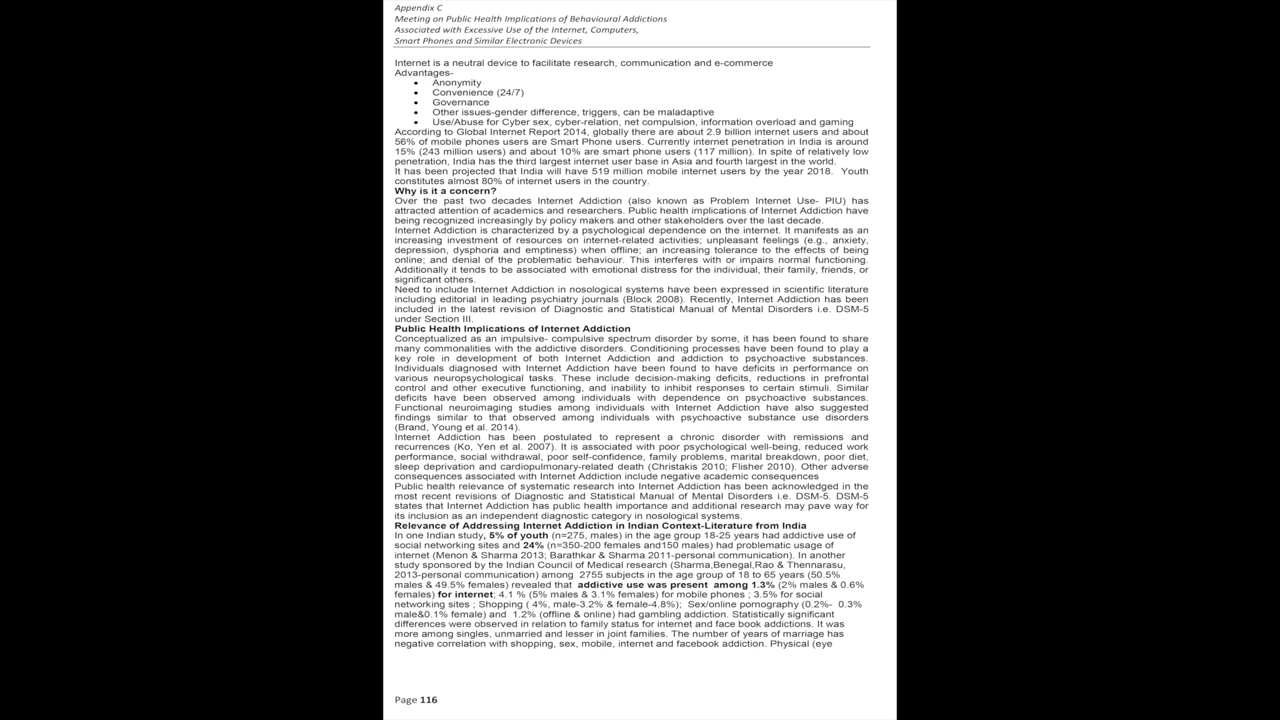 Appendix C
Meeting on Public Health Implications of Behavioural Addictions
Associated with Excessive Use of the Internet, Computers,
Smart Phones and Similar Electronic Devices
Internet is a neutral device to facilitate research, communication and e-commerce
Advantages-
• Anonymity
• Convenience (24/7)
• Governance
• Other issues-gender difference, triggers, can be maladaptive
• Use/Abuse for Cyber sex, cyber-relation, net compulsion, information overload and gaming
According to Global Internet Report 2014, globally there are about 2.9 billion internet users and about
56% of mobile phones users are Smart Phone users. Currently internet penetration in India is around
15% (243 million users) and about 10% are smart phone users (117 million). In spite of relatively low
penetration, India has the third largest internet user base in Asia and fourth largest in the world.
It has been projected that India will have 519 million mobile internet users by the year 2018. Youth
constitutes almost 80% of internet users in the country.
Why is it a concern?
Over the past two decades Internet Addiction (also known as Problem Internet Use- PIU) has
attracted attention of academics and researchers. Public health implications of Internet Addiction have
being recognized increasingly by policy makers and other stakeholders over the last decade.
Internet Addiction is characterized by a psychological dependence on the internet. It manifests as an
increasing investment of resources on internet-related activities; unpleasant feelings (e.g., anxiety,
depression, dysphoria and emptiness) when offline; an increasing tolerance to the effects of being
online; and denial of the problematic behaviour. This interferes with or impairs normal functioning.
Additionally it tends to be associated with emotional distress for the individual, their family, friends, or
significant others.
Need to include Internet Addiction in nosological systems have been expressed in scientific literature
including editorial in leading psychiatry journals (Block 2008). Recently, Internet Addiction has been
included in the latest revision of Diagnostic and Statistical Manual of Mental Disorders i.e. DSM-5
under Section III.
Public Health Implications of Internet Addiction
Conceptualized as an impulsive- compulsive spectrum disorder by some, it has been found to share
many commonalities with the addictive disorders. Conditioning processes have been found to play a
key role in development of both Internet Addiction and addiction to psychoactive substances.
Individuals diagnosed with Internet Addiction have been found to have deficits in performance on
various neuropsychological tasks. These include decision-making deficits, reductions in prefrontal
control and other executive functioning, and inability to inhibit responses to certain stimuli. Similar
deficits have been observed among individuals with dependence on psychoactive substances.
Functional neuroimaging studies among individuals with Internet Addiction have also suggested
findings similar to that observed among individuals with psychoactive substance use disorders
(Brand, Young et al. 2014).
Internet Addiction has been postulated to represent a chronic disorder with remissions and
recurrences (Ko, Yen et al. 2007). It is associated with poor psychological well-being, reduced work
performance, social withdrawal, poor self-confidence, family problems, marital breakdown, poor diet,
sleep deprivation and cardiopulmonary-related death (Christakis 2010; Flisher 2010). Other adverse
consequences associated with Internet Addiction include negative academic consequences
Public health relevance of systematic research into Internet Addiction has been acknowledged in the
most recent revisions of Diagnostic and Statistical Manual of Mental Disorders i.e. DSM-5. DSM-5
states that Internet Addiction has public health importance and additional research may pave way for
its inclusion as an independent diagnostic category in nosological systems.
Relevance of Addressing Internet Addiction in Indian Context-Literature from India
In one Indian study, 5% of youth (n=275, males) in the age group 18-25 years had addictive use of
social networking sites and 24% (n=350-200 females and150 males) had problematic usage of
internet (Menon & Sharma 2013; Barathkar & Sharma 2011-personal communication). In another
study sponsored by the Indian Council of Medical research (Sharma,Benegal,Rao & Thennarasu,
2013-personal communication) among 2755 subjects in the age group of 18 to 65 years (50.5%
males & 49.5% females) revealed that addictive use was present among 1.3% (2% males & 0.6%
females) for internet; 4.1 % (5% males & 3.1% females) for mobile phones ; 3.5% for social
networking sites ; Shopping ( 4%, male-3.2% & female-4.8%); Sex/online pornography (0.2%- 0.3%
male&0.1% female) and 1.2% (offline & online) had gambling addiction. Statistically significant
differences were observed in relation to family status for internet and face book addictions. It was
more among singles, unmarried and lesser in joint families. The number of years of marriage has
negative correlation with shopping, sex, mobile, internet and facebook addiction. Physical (eye
Page 116